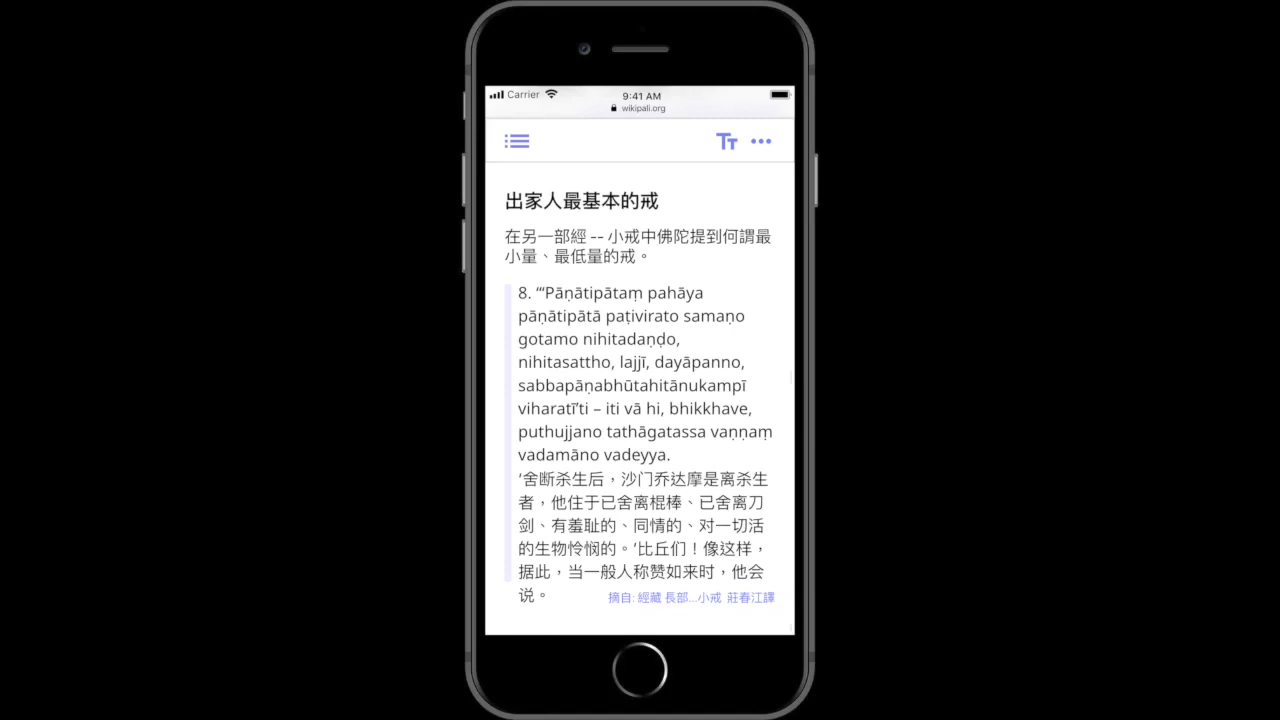 Carrier
9:41 AM
wikipali.org
TT
出家人最基本的戒
在另一部經 -- 小戒中佛陀提到何謂最
小量、最低量的戒。
8. “‘Pāṇātipātaṃ pahāya
pāṇātipātā paṭivirato samaṇo
gotamo nihitadaṇḍo,
nihitasattho, lajjī, dayāpanno,
sabbapāṇabhūtahitānukampī
viharatī’ti – iti vā hi, bhikkhave,
puthujjano tathāgatassa vaṇṇaṃ
vadamāno vadeyya.
‘舍断杀生后，沙门乔达摩是离杀生
者，他住于已舍离棍棒、已舍离刀
剑、有羞耻的、同情的、对一切活
的生物怜悯的。’比丘们！像这样，
据此，当一般人称赞如来时，他会
说。
摘自: 經藏 長部...小戒 莊春江譯